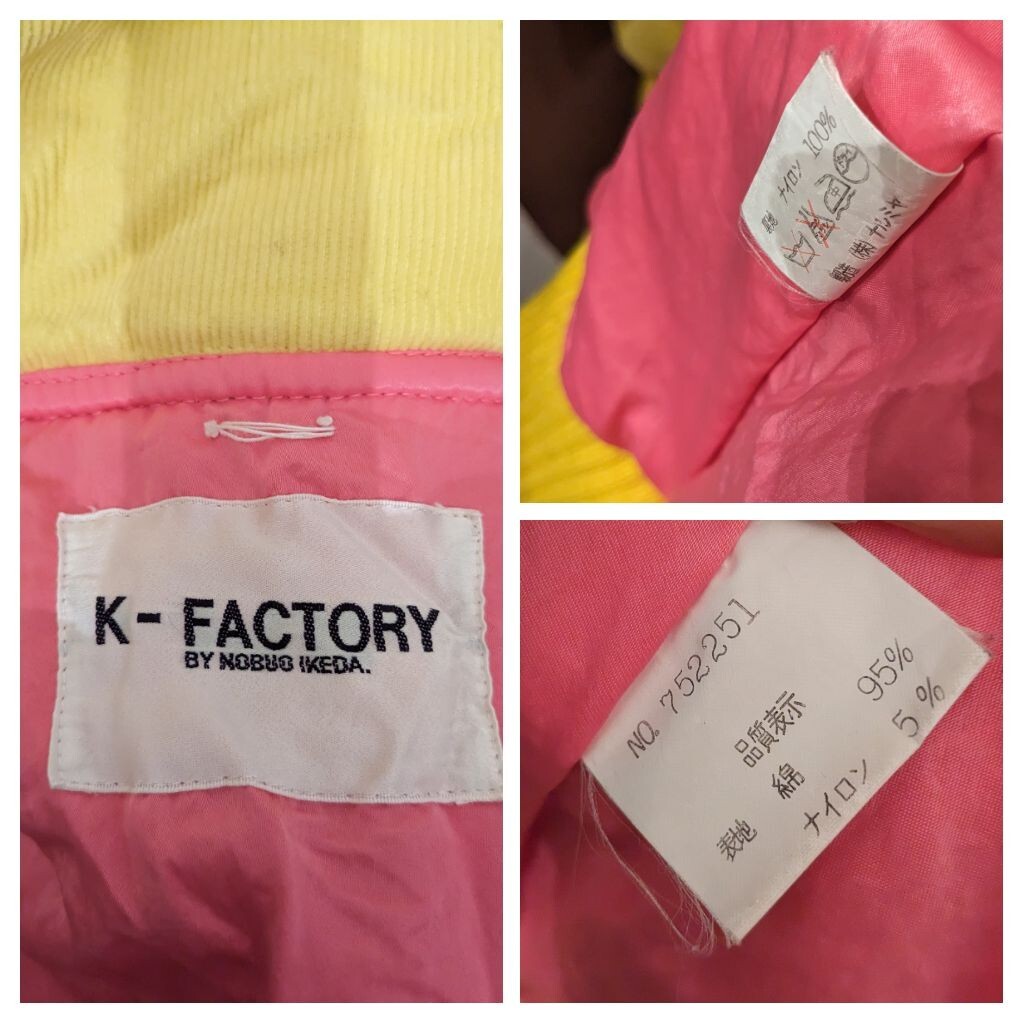 K- FACTORY
BY NOBUO IKEDA.
ナイロン 100%
NO. 752251
品質表示
表地 綿 95%
ナイロン 5%